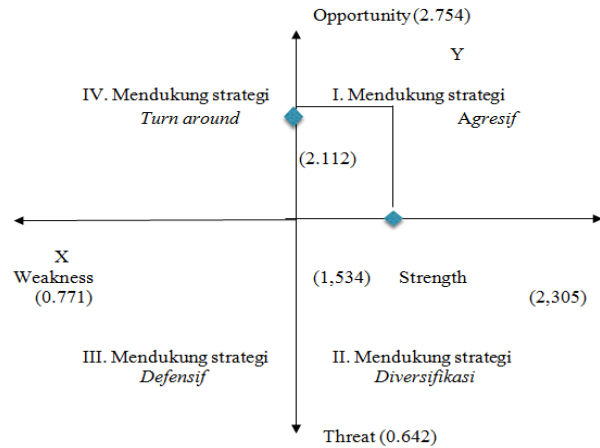 Opportunity (2.754)
Y
IV. Mendukung strategi
Turn around
I. Mendukung strategi
Agresif
(2.112)
X
Weakness
(0.771)
(1,534)
Strength
(2,305)
III. Mendukung strategi
Defensif
II. Mendukung strategi
Diversifikasi
Threat (0.642)